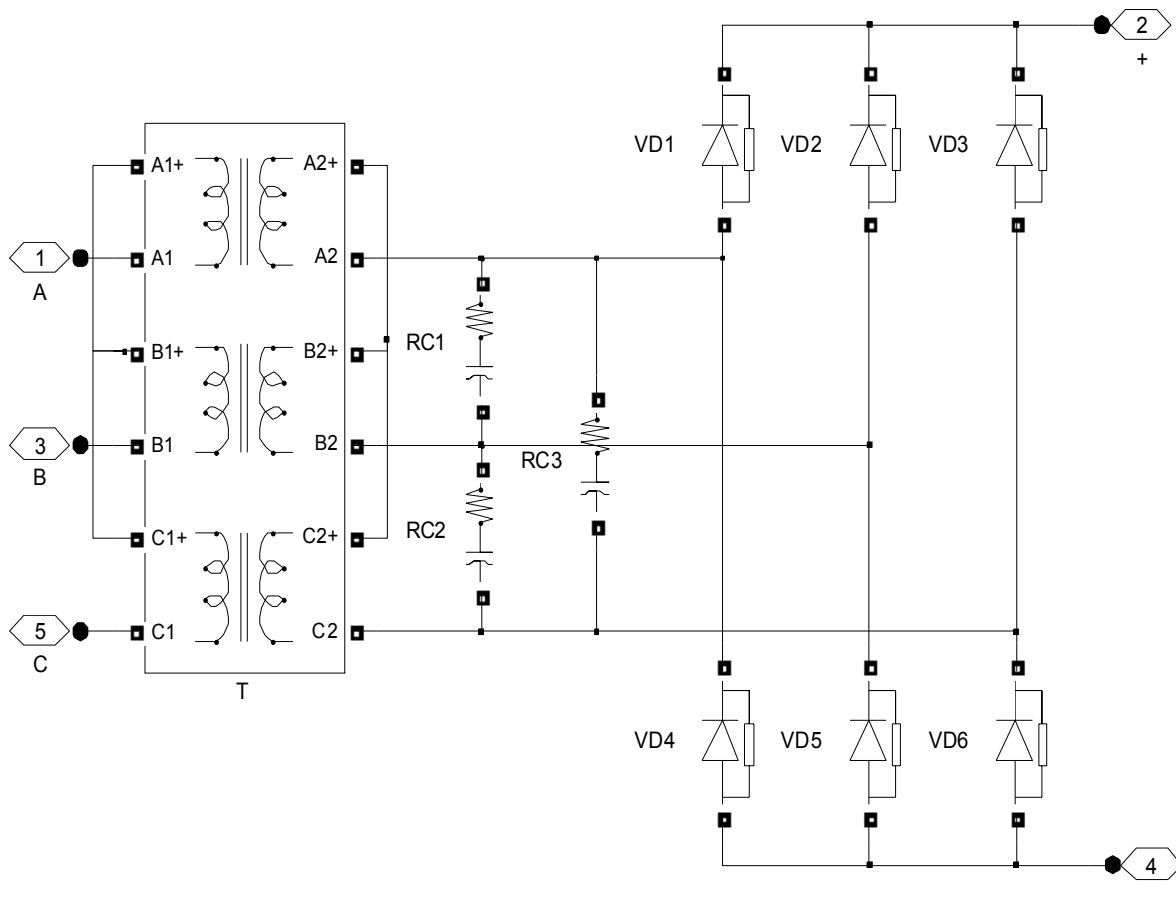 2
+
VD1
VD2
VD3
A1+
A2+
1
A
A1
A2
RC1
B1+
B2+
3
B
B1
B2
RC3
RC2
C1+
C2+
5
C
C1
C2
T
VD4
VD5
VD6
4